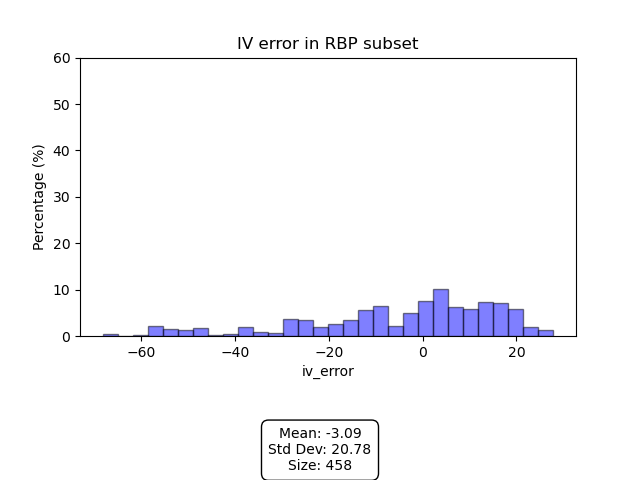 IV error in RBP subset
60
50
40
30
20
10
0
Percentage (%)
−60 −40 −20 0 20
iv_error
Mean: -3.09
Std Dev: 20.78
Size: 458